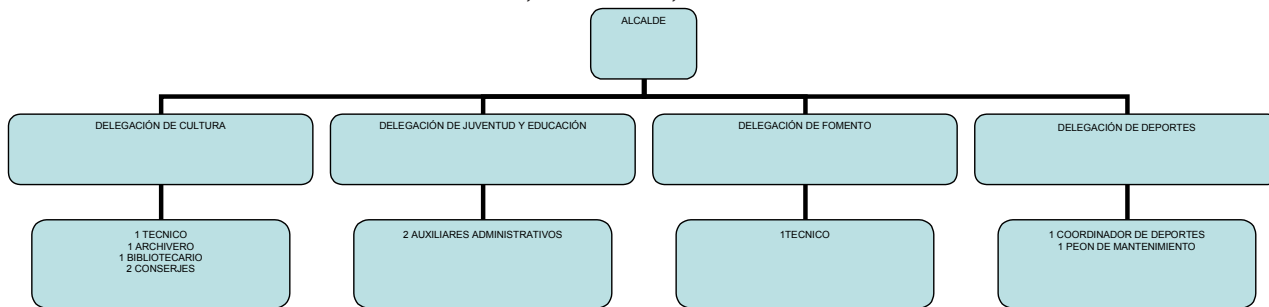 ALCALDE
DELEGACIÓN DE CULTURA
DELEGACIÓN DE JUVENTUD Y EDUCACIÓN
DELEGACIÓN DE FOMENTO
DELEGACIÓN DE DEPORTES
1 TECNICO
1 ARCHIVERO
1 BIBLIOTECARIO
2 CONSERJES
2 AUXILIARES ADMINISTRATIVOS
1TECNICO
1 COORDINADOR DE DEPORTES
1 PEON DE MANTENIMIENTO